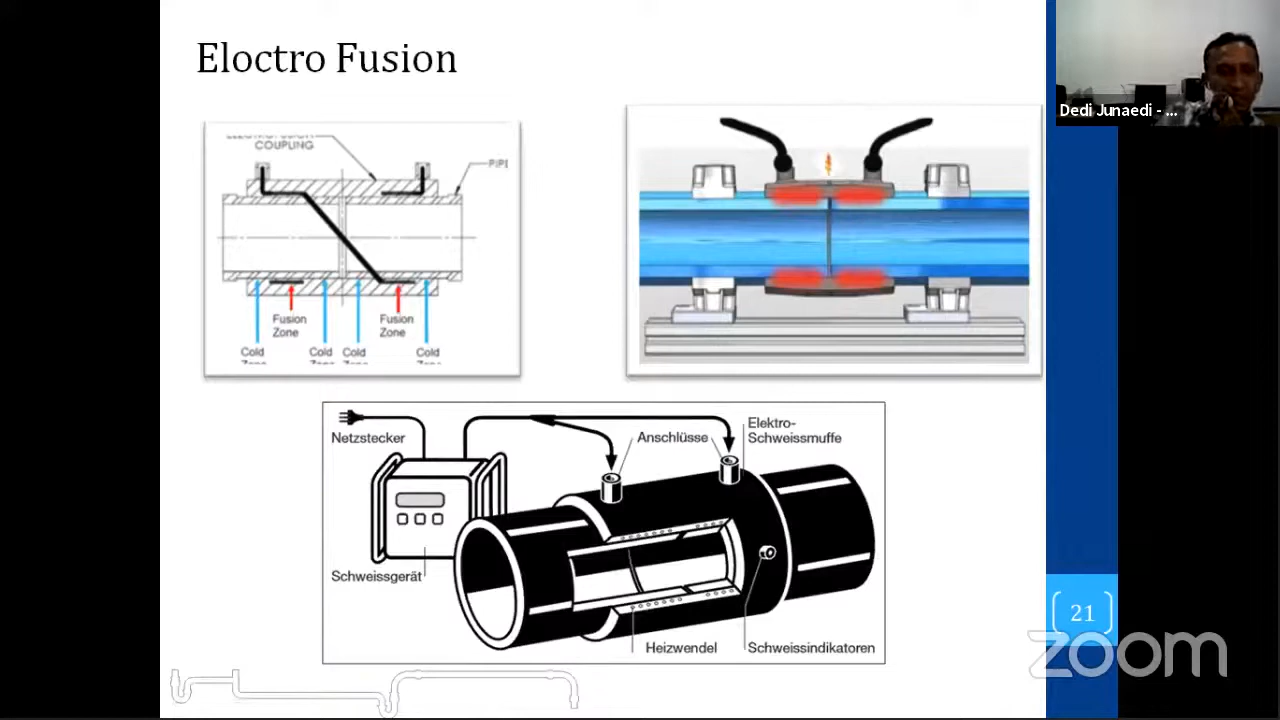 Eloctro Fusion
Dedi Junaedi - ...
COUPLING
Fusion
Zone
Fusion
Zone
Cold
Cold
Cold
Cold
Netzstecker
Anschlüsse
Elektro-
Schweissmuffe
Schweissgerät
Heizwendel
Schweissindikatoren
21
zoom